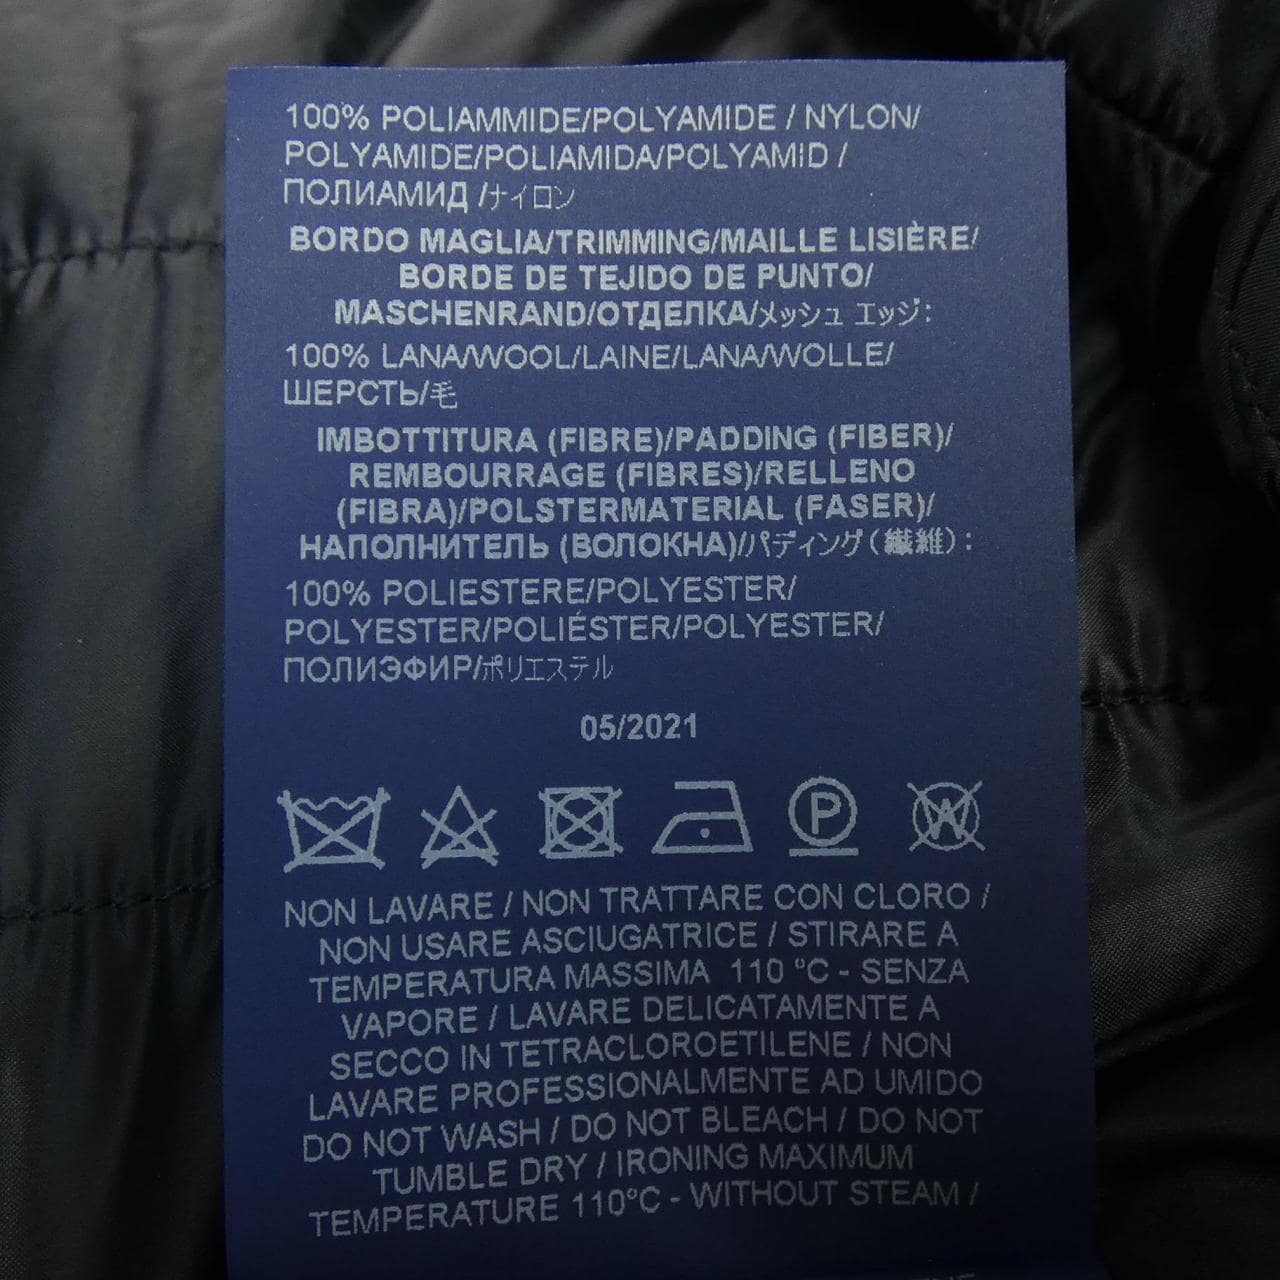 100% POLIAMMIDE/POLYAMIDE / NYLON/
POLYAMIDE/POLIAMIDA/POLYAMID /
ПОЛИАМИД /ナイロン
BORDO MAGLIA/TRIMMING/MAILLE LISIÈRE/
BORDE DE TEJIDO DE PUNTO/
MASCHENRAND/ОТДЕЛКА/メッシュ エッジ:
100% LANA/WOOL/LAINE/LANA/WOLLE/
ШЕРСТЬ/毛
IMBOTTITURA (FIBRE)/PADDING (FIBER)/
REMBOURRAGE (FIBRES)/RELLENO
(FIBRA)/POLSTERMATERIAL (FASER)/
НАПОЛНИТЕЛЬ (ВОЛОКНА)/パディング(繊維):
100% POLIESTERE/POLYESTER/
POLYESTER/POLIÉSTER/POLYESTER/
ПОЛИЭФИР/ポリエステル
05/2021
P W
NON LAVARE / NON TRATTARE CON CLORO /
NON USARE ASCIUGATRICE / STIRARE A
TEMPERATURA MASSIMA 110 °C - SENZA
VAPORE / LAVARE DELICATAMENTE A
SECCO IN TETRACLOROETILENE / NON
LAVARE PROFESSIONALMENTE AD UMIDO
DO NOT WASH / DO NOT BLEACH / DO NOT
TUMBLE DRY / IRONING MAXIMUM
TEMPERATURE 110°C - WITHOUT STEAM /